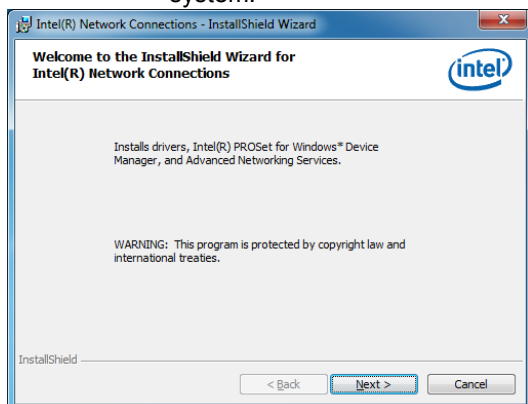 system.
Intel(R) Network Connections - InstallShield Wizard
Welcome to the InstallShield Wizard for
Intel(R) Network Connections
intel
Installs drivers, Intel(R) PROSet for Windows* Device
Manager, and Advanced Networking Services.
WARNING: This program is protected by copyright law and
international treaties.
InstallShield
< Back Next > Cancel